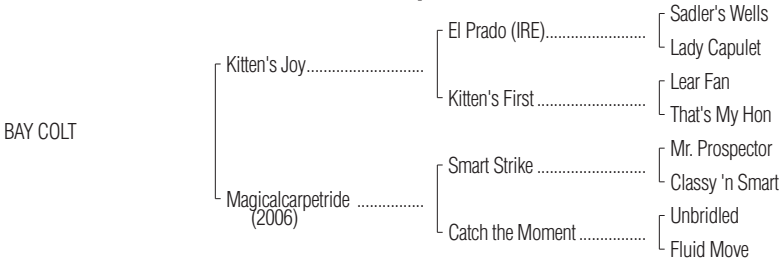 Sadler's Wells
El Prado (IRE)........................
Lady Capulet
Kitten's Joy............................
Lear Fan
Kitten's First ..........................
That's My Hon
BAY COLT
Mr. Prospector
Smart Strike ..........................
Classy 'n Smart
Magicalcarpetride ................
(2006)
Unbridled
Catch the Moment ................
Fluid Move